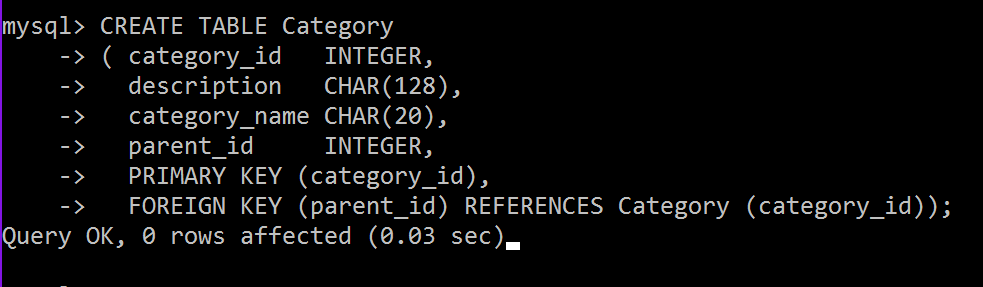 mysql> CREATE TABLE Category
    -> ( category_id   INTEGER,
    ->   description   CHAR(128),
    ->   category_name CHAR(20),
    ->   parent_id     INTEGER,
    ->   PRIMARY KEY (category_id),
    ->   FOREIGN KEY (parent_id) REFERENCES Category (category_id));
Query OK, 0 rows affected (0.03 sec)